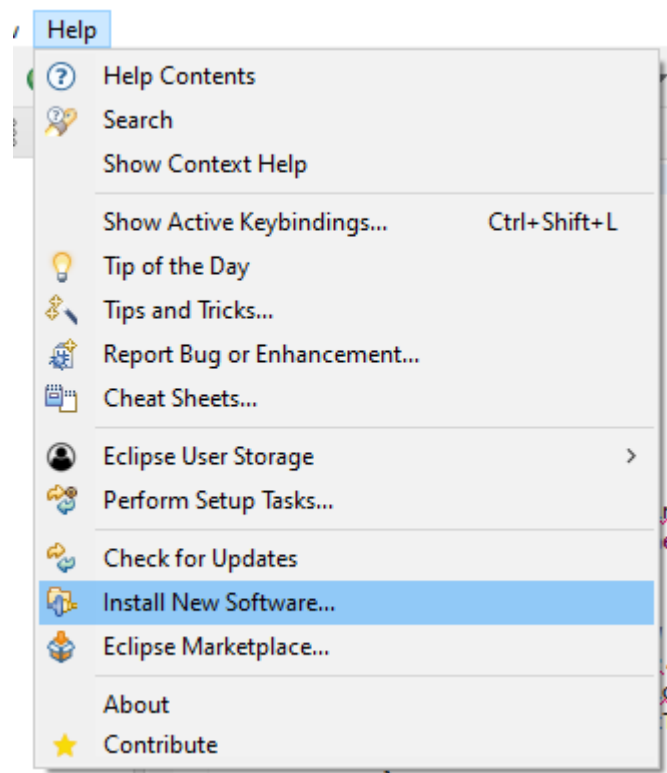 Help
Help Contents
Search
Show Context Help
Show Active Keybindings... Ctrl+Shift+L
Tip of the Day
Tips and Tricks...
Report Bug or Enhancement...
Cheat Sheets...
Eclipse User Storage
Perform Setup Tasks...
Check for Updates
Install New Software...
Eclipse Marketplace...
About
Contribute